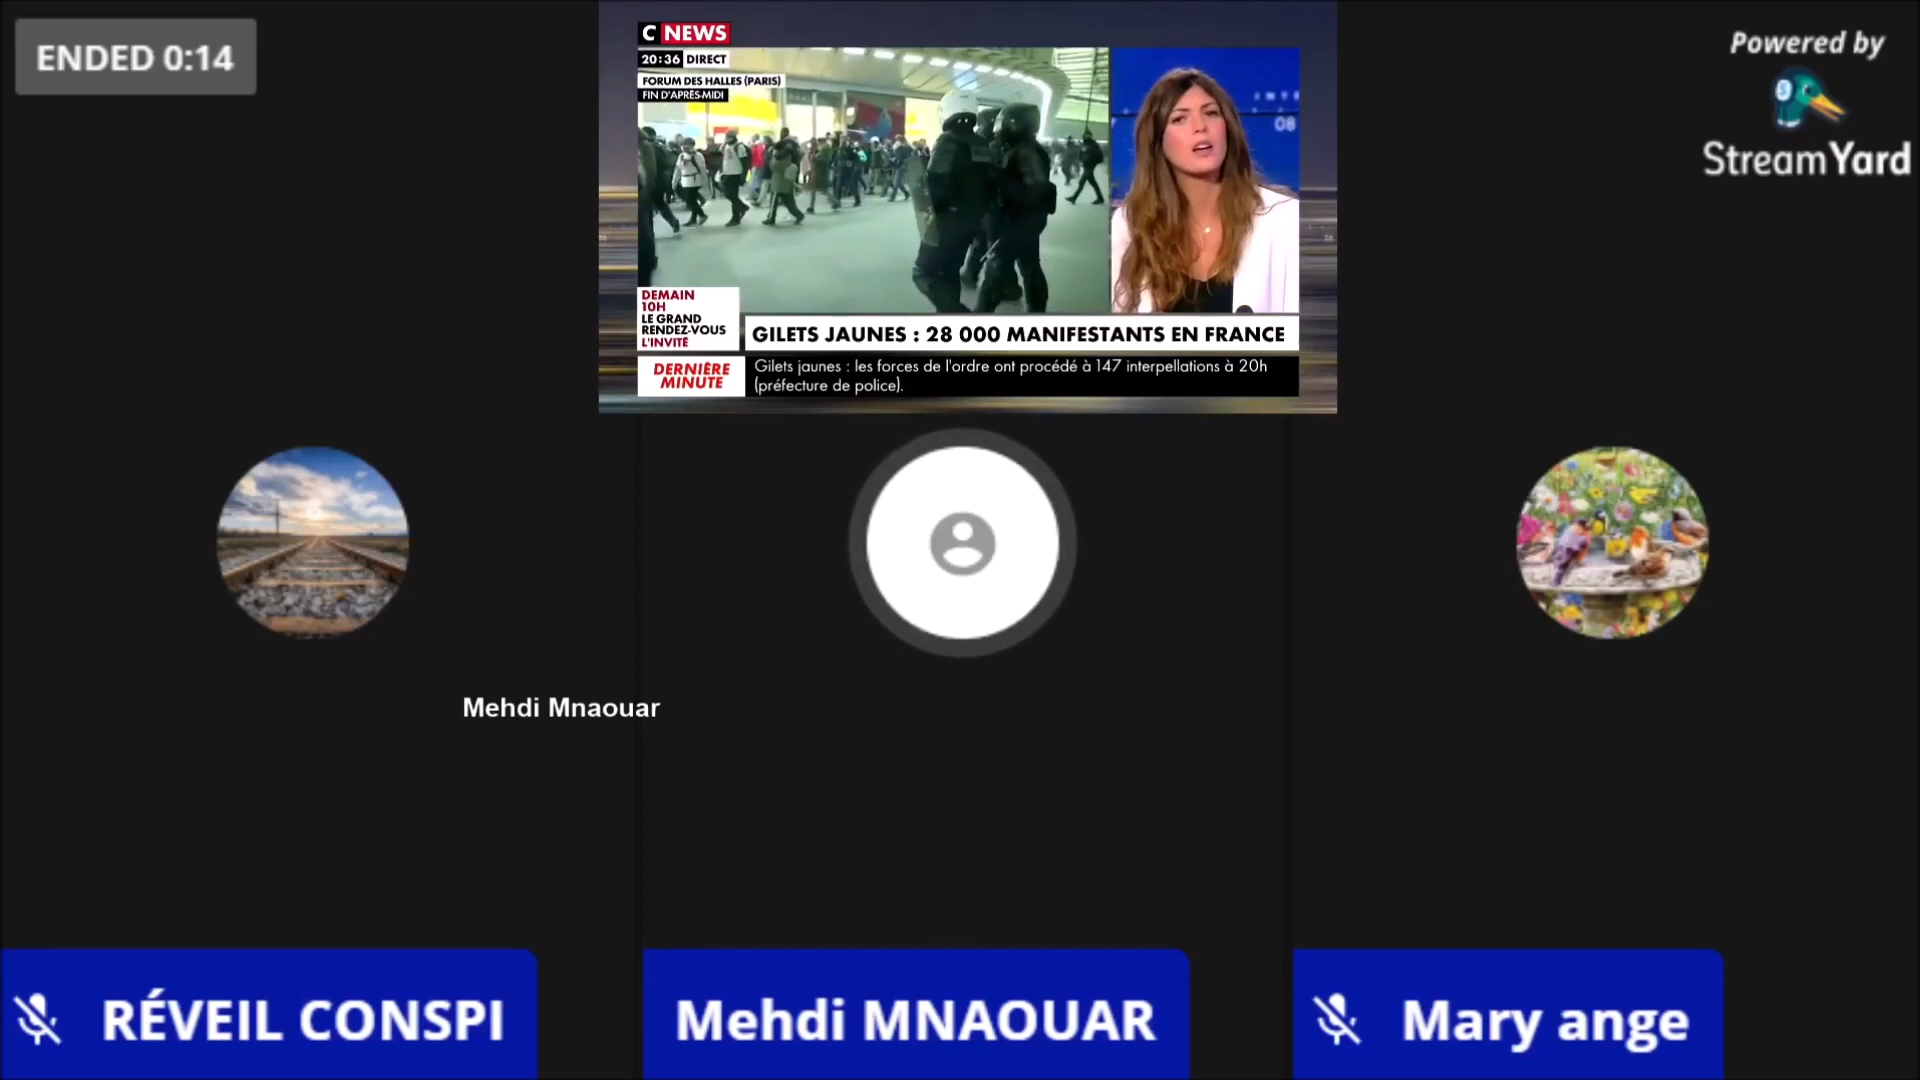 ENDED 0:14
C NEWS
20:36 DIRECT
FORUM DES HALLES (PARIS)
FIN D'APRÈS-MIDI
08
DEMAIN
10H
LE GRAND
RENDEZ-VOUS
L'INVITÉ
GILETS JAUNES : 28 000 MANIFESTANTS EN FRANCE
DERNIÈRE
MINUTE
Gilets jaunes : les forces de l'ordre ont procédé à 147 interpellations à 20h
(préfecture de police).
Powered by
StreamYard
Mehdi Mnaouar
RÉVEIL CONSPI
Mehdi MNAOUAR
Mary ange